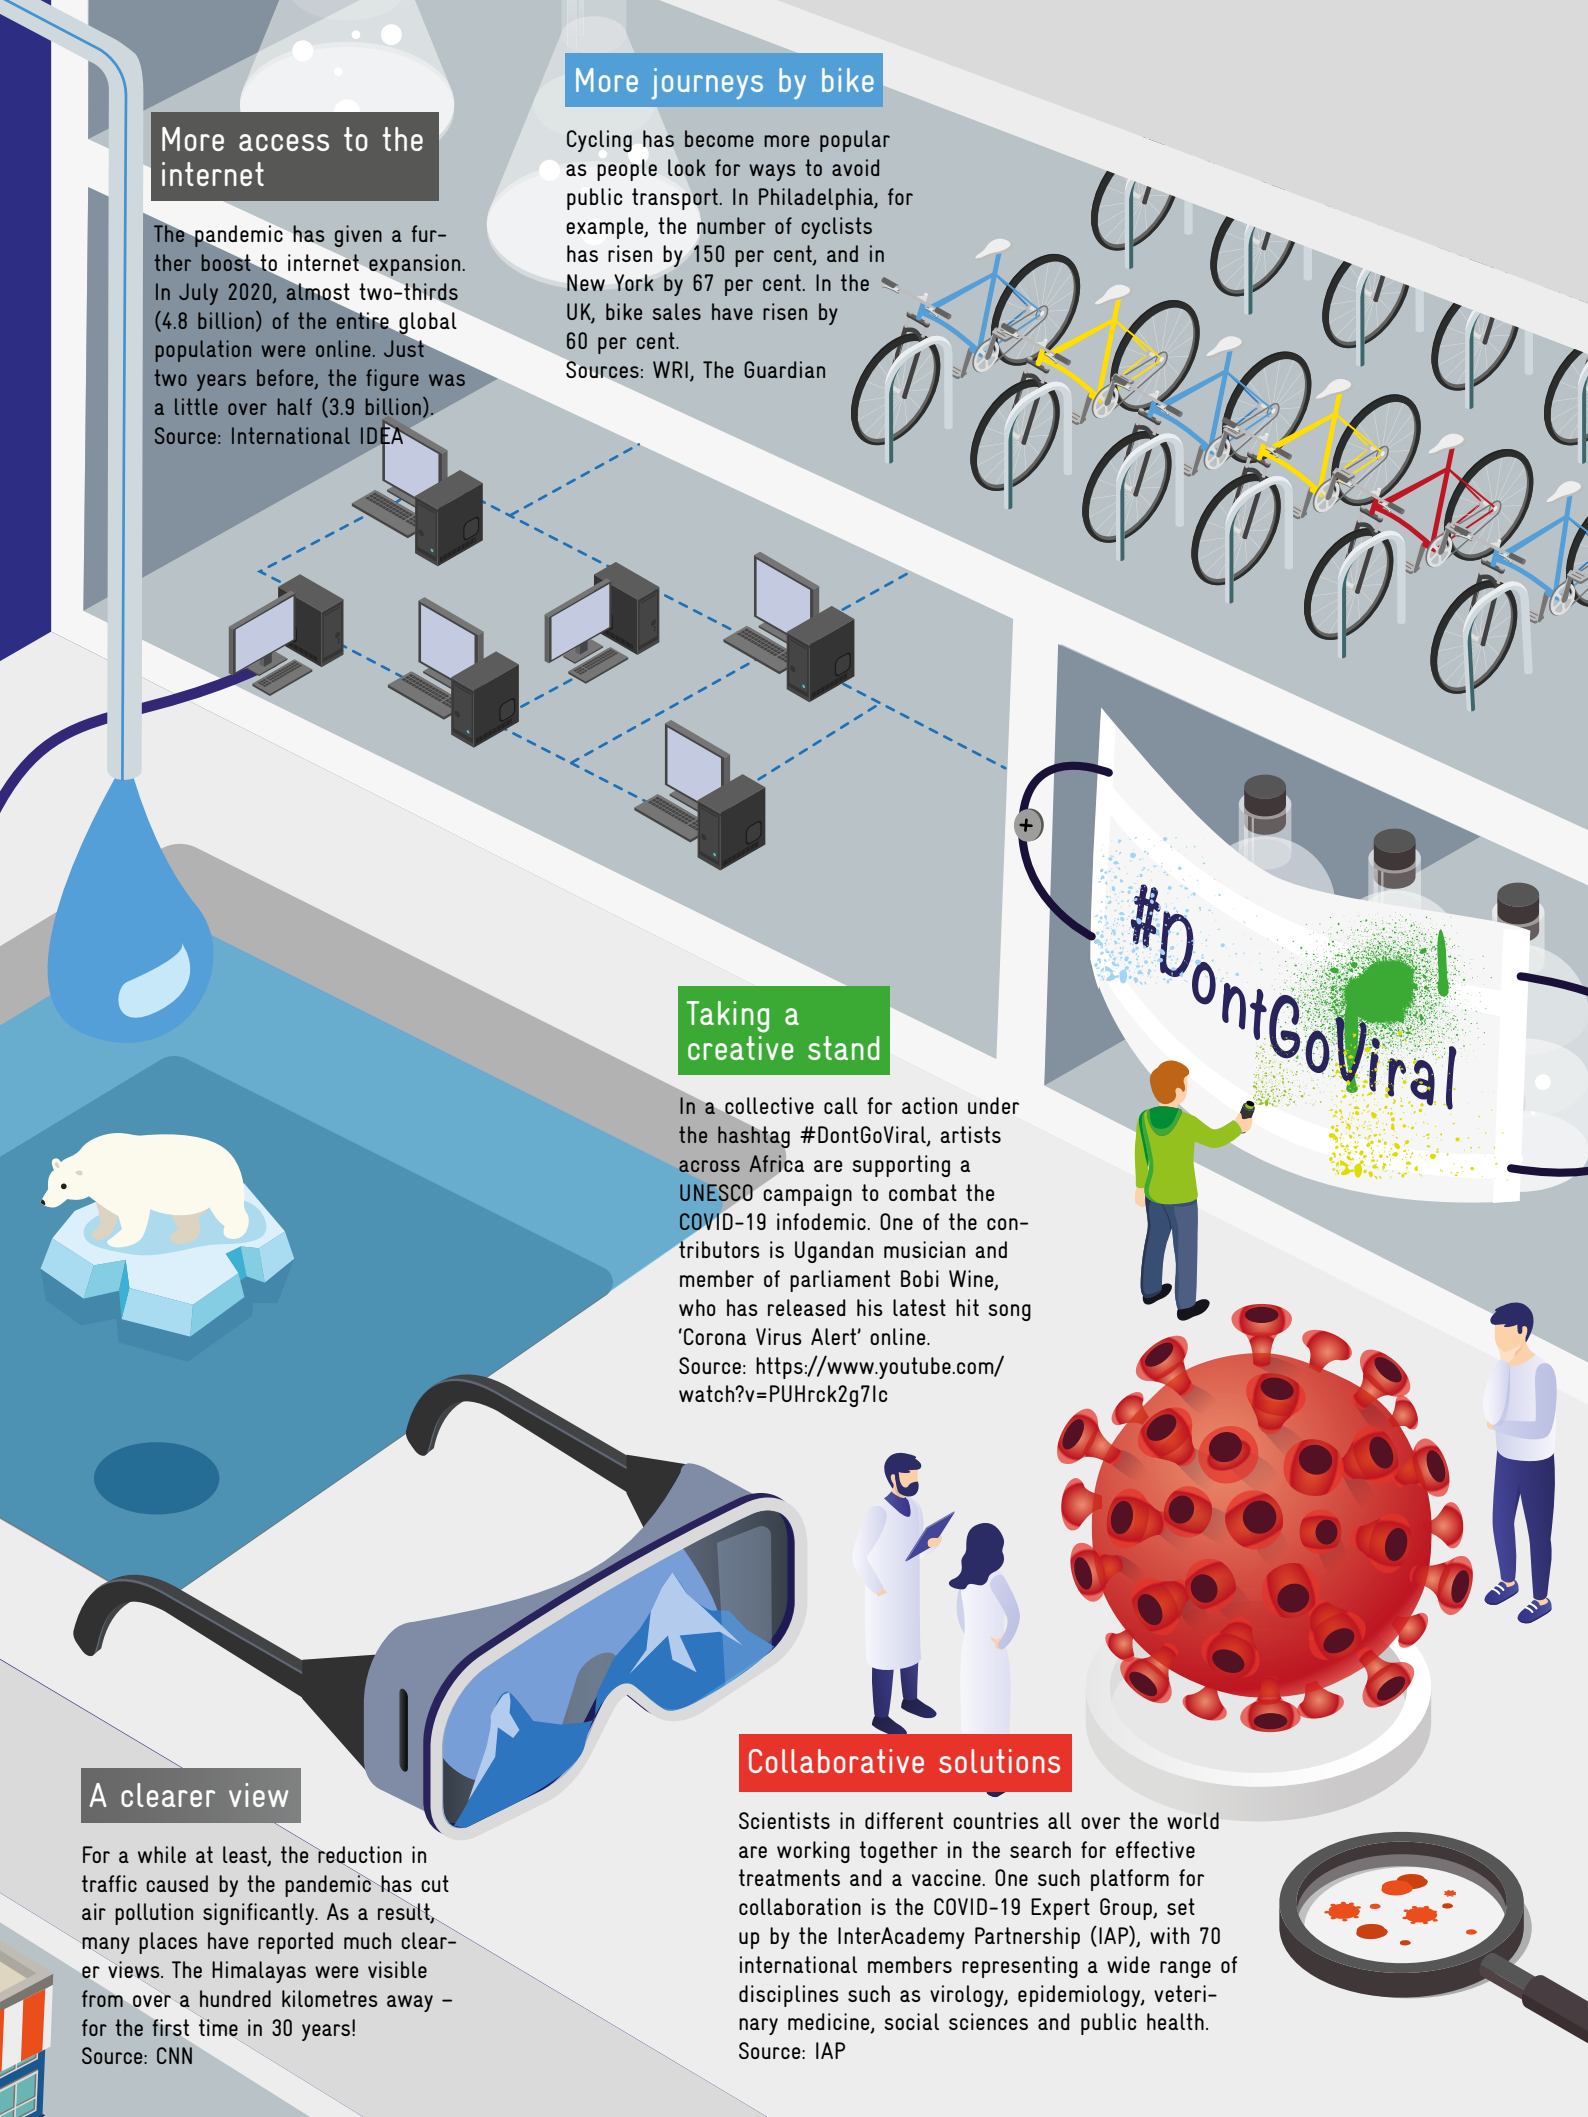 More access to the
internet
The pandemic has given a fur-
ther boost to internet expansion.
In July 2020, almost two-thirds
(4.8 billion) of the entire global
population were online. Just
two years before, the figure was
a little over half (3.9 billion).
Source: International IDEA
More journeys by bike
Cycling has become more popular
as people look for ways to avoid
public transport. In Philadelphia, for
example, the number of cyclists
has risen by 150 per cent, and in
New York by 67 per cent. In the
UK, bike sales have risen by
60 per cent.
Sources: WRI, The Guardian
#DontGoViral
Taking a
creative stand
In a collective call for action under
the hashtag #DontGoViral, artists
across Africa are supporting a
UNESCO campaign to combat the
COVID-19 infodemic. One of the con-
tributors is Ugandan musician and
member of parliament Bobi Wine,
who has released his latest hit song
‘Corona Virus Alert’ online.
Source: https://www.youtube.com/
watch?v=PUHrck2g7Ic
A clearer view
For a while at least, the reduction in
traffic caused by the pandemic has cut
air pollution significantly. As a result,
many places have reported much clear-
er views. The Himalayas were visible
from over a hundred kilometres away –
for the first time in 30 years!
Source: CNN
Collaborative solutions
Scientists in different countries all over the world
are working together in the search for effective
treatments and a vaccine. One such platform for
collaboration is the COVID-19 Expert Group, set
up by the InterAcademy Partnership (IAP), with 70
international members representing a wide range of
disciplines such as virology, epidemiology, veteri-
nary medicine, social sciences and public health.
Source: IAP